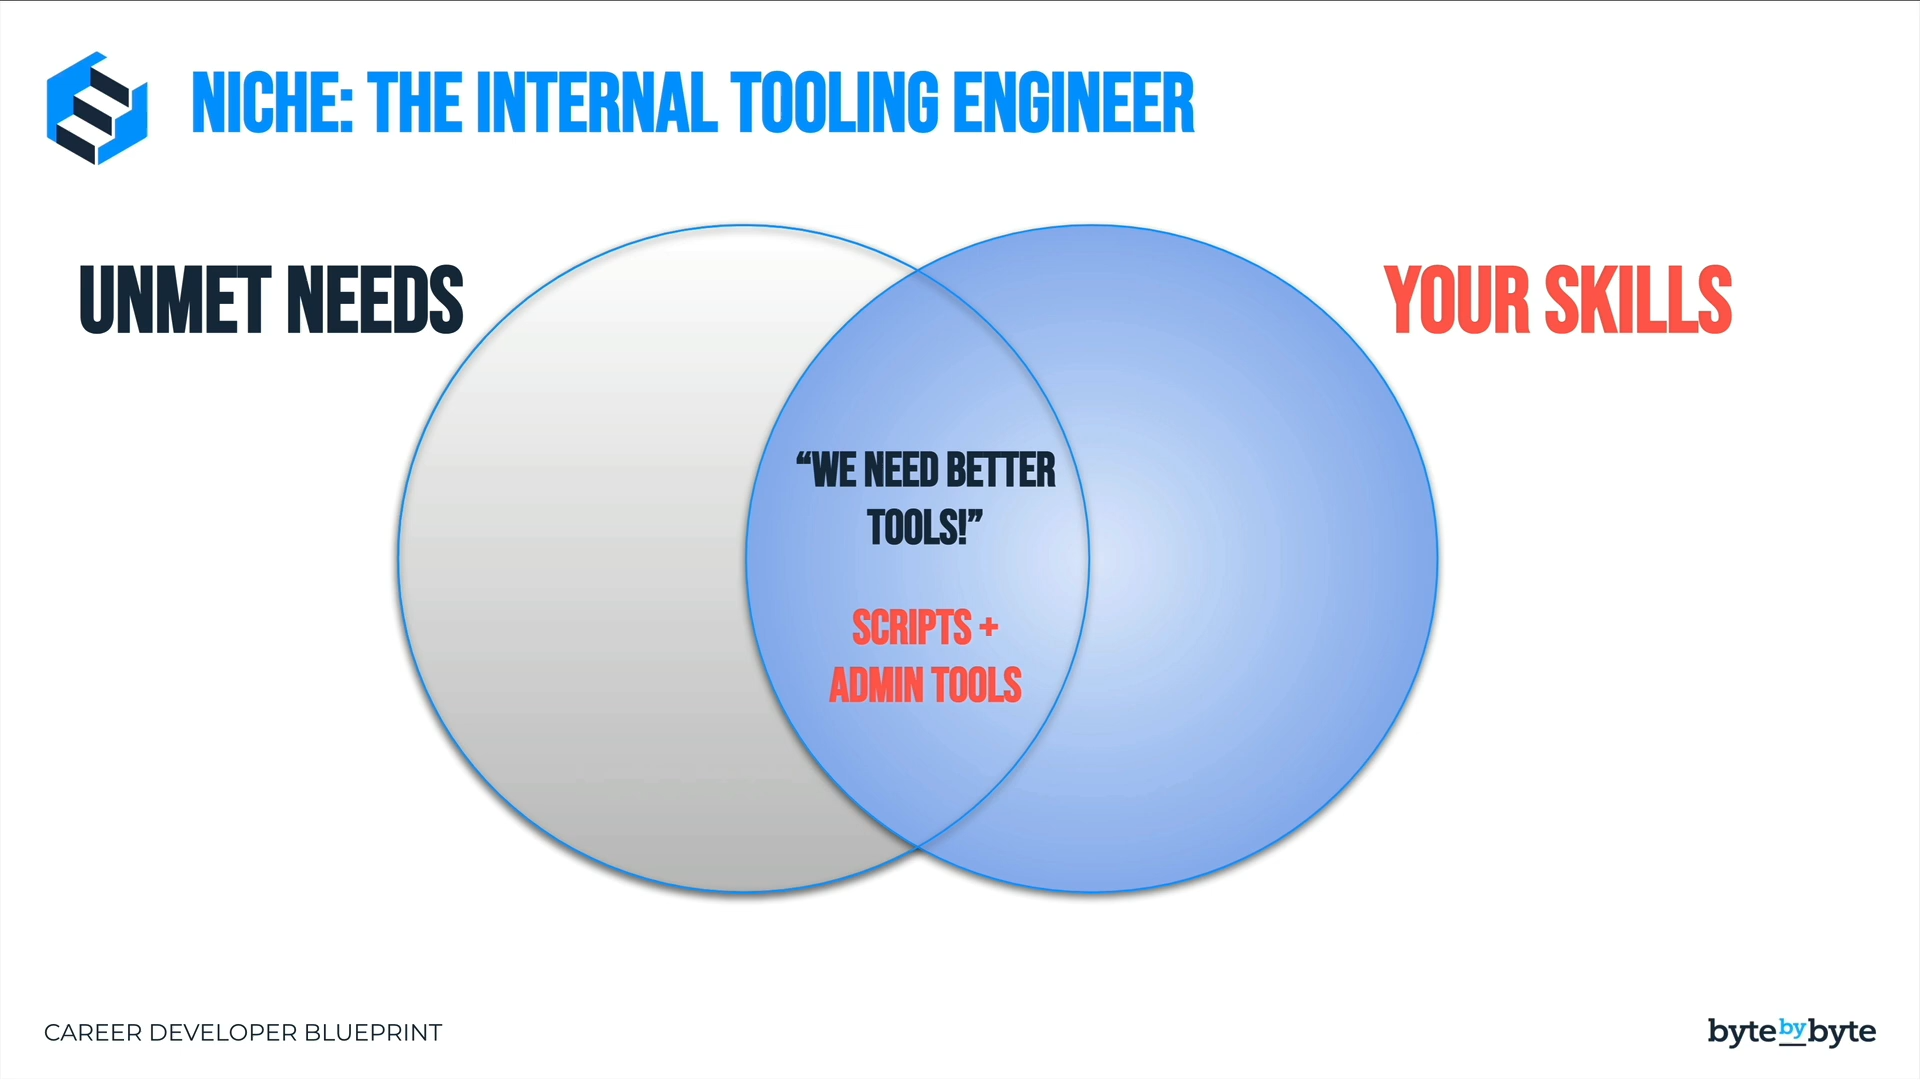 NICHE: THE INTERNAL TOOLING ENGINEER
UNMET NEEDS
YOUR SKILLS
“WE NEED BETTER
TOOLS!”
SCRIPTS +
ADMIN TOOLS
CAREER DEVELOPER BLUEPRINT
byte by byte